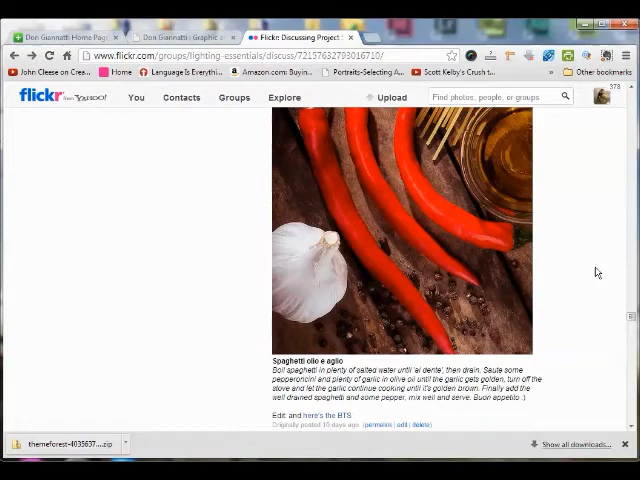 Don Giannatti Home Page
Don Giannatti : Graphic a
Flickr: Discussing Project
www.flickr.com/groups/lighting-essentials/discuss/72157632793016710/
John Cleese on Crea...
Home
Language Is Everythi...
Amazon.com: Buyin...
Portraits-Selecting A...
Scott Kelby's Crush t...
»
Other bookmarks
flickr from YAHOO!
You
Contacts
Groups
Explore
Upload
Find photos, people, or groups
378
Spaghetti olio e aglio
Boil spaghetti in plenty of salted water until 'al dente', then drain. Saute some
pepperoncini and plenty of garlic in olive oil until the garlic gets golden, turn off the
stove and let the garlic continue cooking until it's golden brown. Finally add the
well drained spaghetti and some pepper, mix well and serve. Buon appetito :)
Edit: and here's the BTS
Originally posted 10 days ago. (permalink | edit | delete)
themeforest-4035637....zip
Show all downloads...